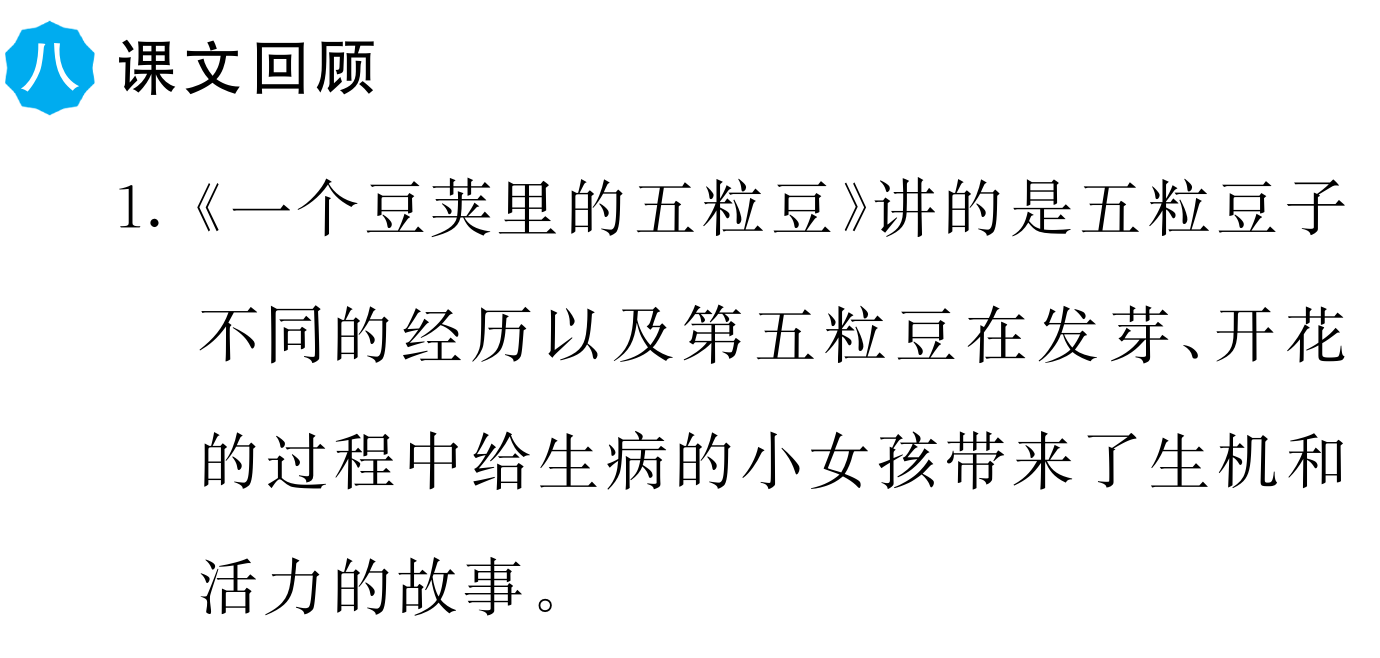 八 课文回顾
1.《一个豆荚里的五粒豆》讲的是五粒豆子
不同的经历以及第五粒豆在发芽、开花
的过程中给生病的小女孩带来了生机和
活力的故事。